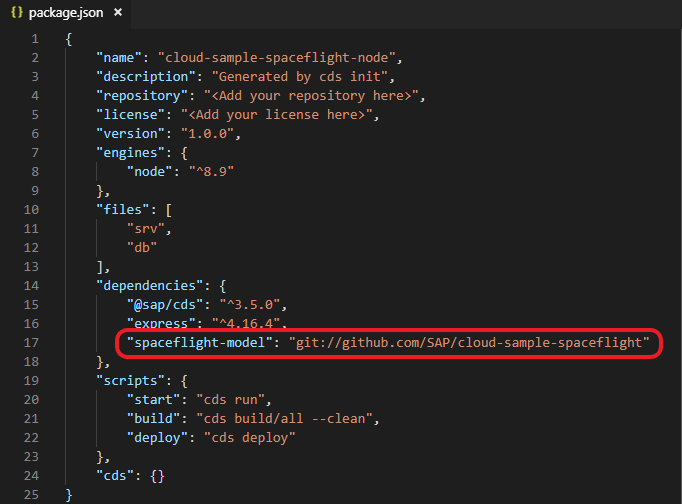 {} package.json ×
1 {
2 "name": "cloud-sample-spaceflight-node",
3 "description": "Generated by cds init",
4 "repository": "<Add your repository here>",
5 "license": "<Add your license here>",
6 "version": "1.0.0",
7 "engines": {
8 "node": "^8.9"
9 },
10 "files": [
11 "srv",
12 "db"
13 ],
14 "dependencies": {
15 "@sap/cds": "^3.5.0",
16 "express": "^4.16.4",
17 "spaceflight-model": "git://github.com/SAP/cloud-sample-spaceflight"
18 },
19 "scripts": {
20 "start": "cds run",
21 "build": "cds build/all --clean",
22 "deploy": "cds deploy"
23 },
24 "cds": {}
25 }